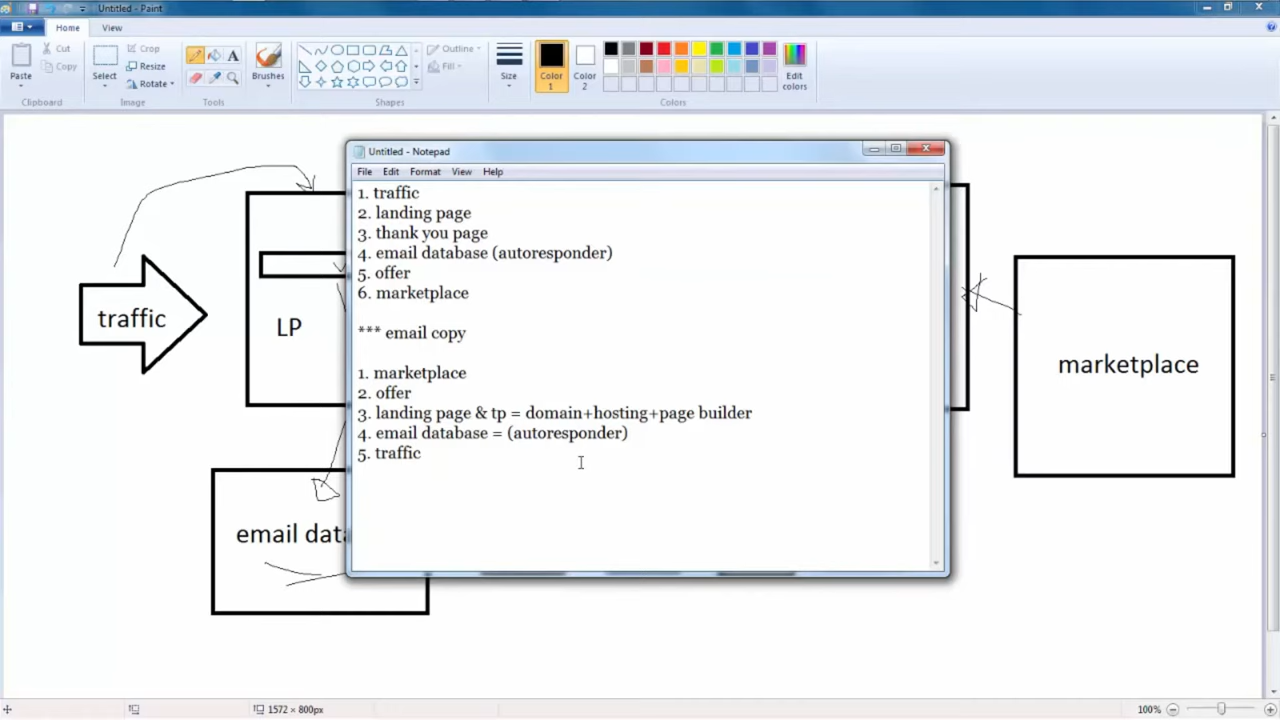 Untitled - Paint
Home
View
Paste
Cut
Copy
Clipboard
Select
Crop
Resize
Rotate
Image
A
Tools
Brushes
Outline
Fill
Shapes
Size
Color
1
Color
2
Edit
colors
Colors
Untitled - Notepad
File Edit Format View Help
1. traffic
2. landing page
3. thank you page
4. email database (autoresponder)
5. offer
6. marketplace
*** email copy
1. marketplace
2. offer
3. landing page & tp = domain+hosting+page builder
4. email database = (autoresponder)
5. traffic
traffic
LP
email data
marketplace
1572 × 800px
100%